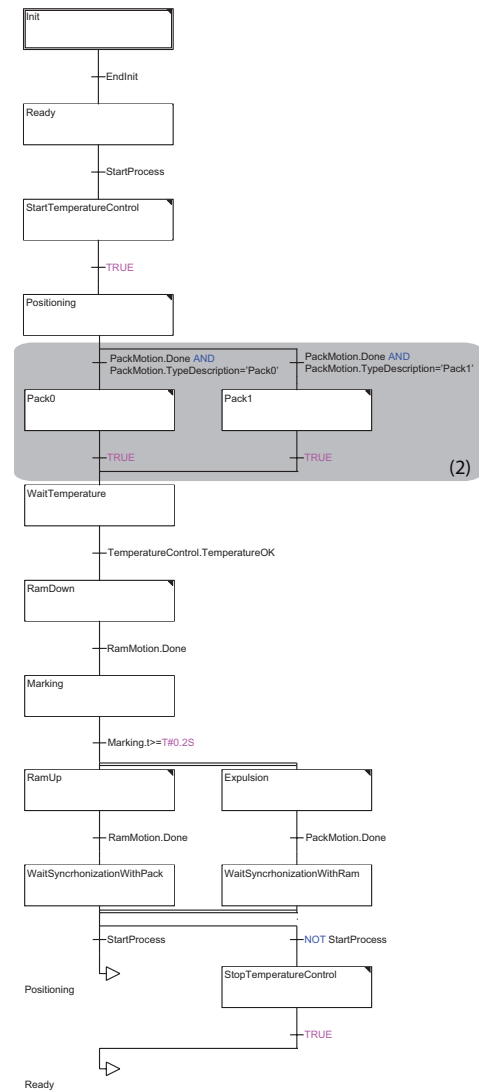 Init
EndInit
Ready
StartProcess
StartTemperatureControl
TRUE
Positioning
PackMotion.Done AND
PackMotion.TypeDescription='Pack0'
PackMotion.Done AND
PackMotion.TypeDescription='Pack1'
Pack0
Pack1
TRUE
TRUE
(2)
WaitTemperature
TemperatureControl.TemperatureOK
RamDown
RamMotion.Done
Marking
Marking.t>=T#0.2S
RamUp
Expulsion
RamMotion.Done
PackMotion.Done
WaitSyncrhonizationWithPack
WaitSyncrhonizationWithRam
StartProcess
NOT StartProcess
Positioning
StopTemperatureControl
TRUE
Ready